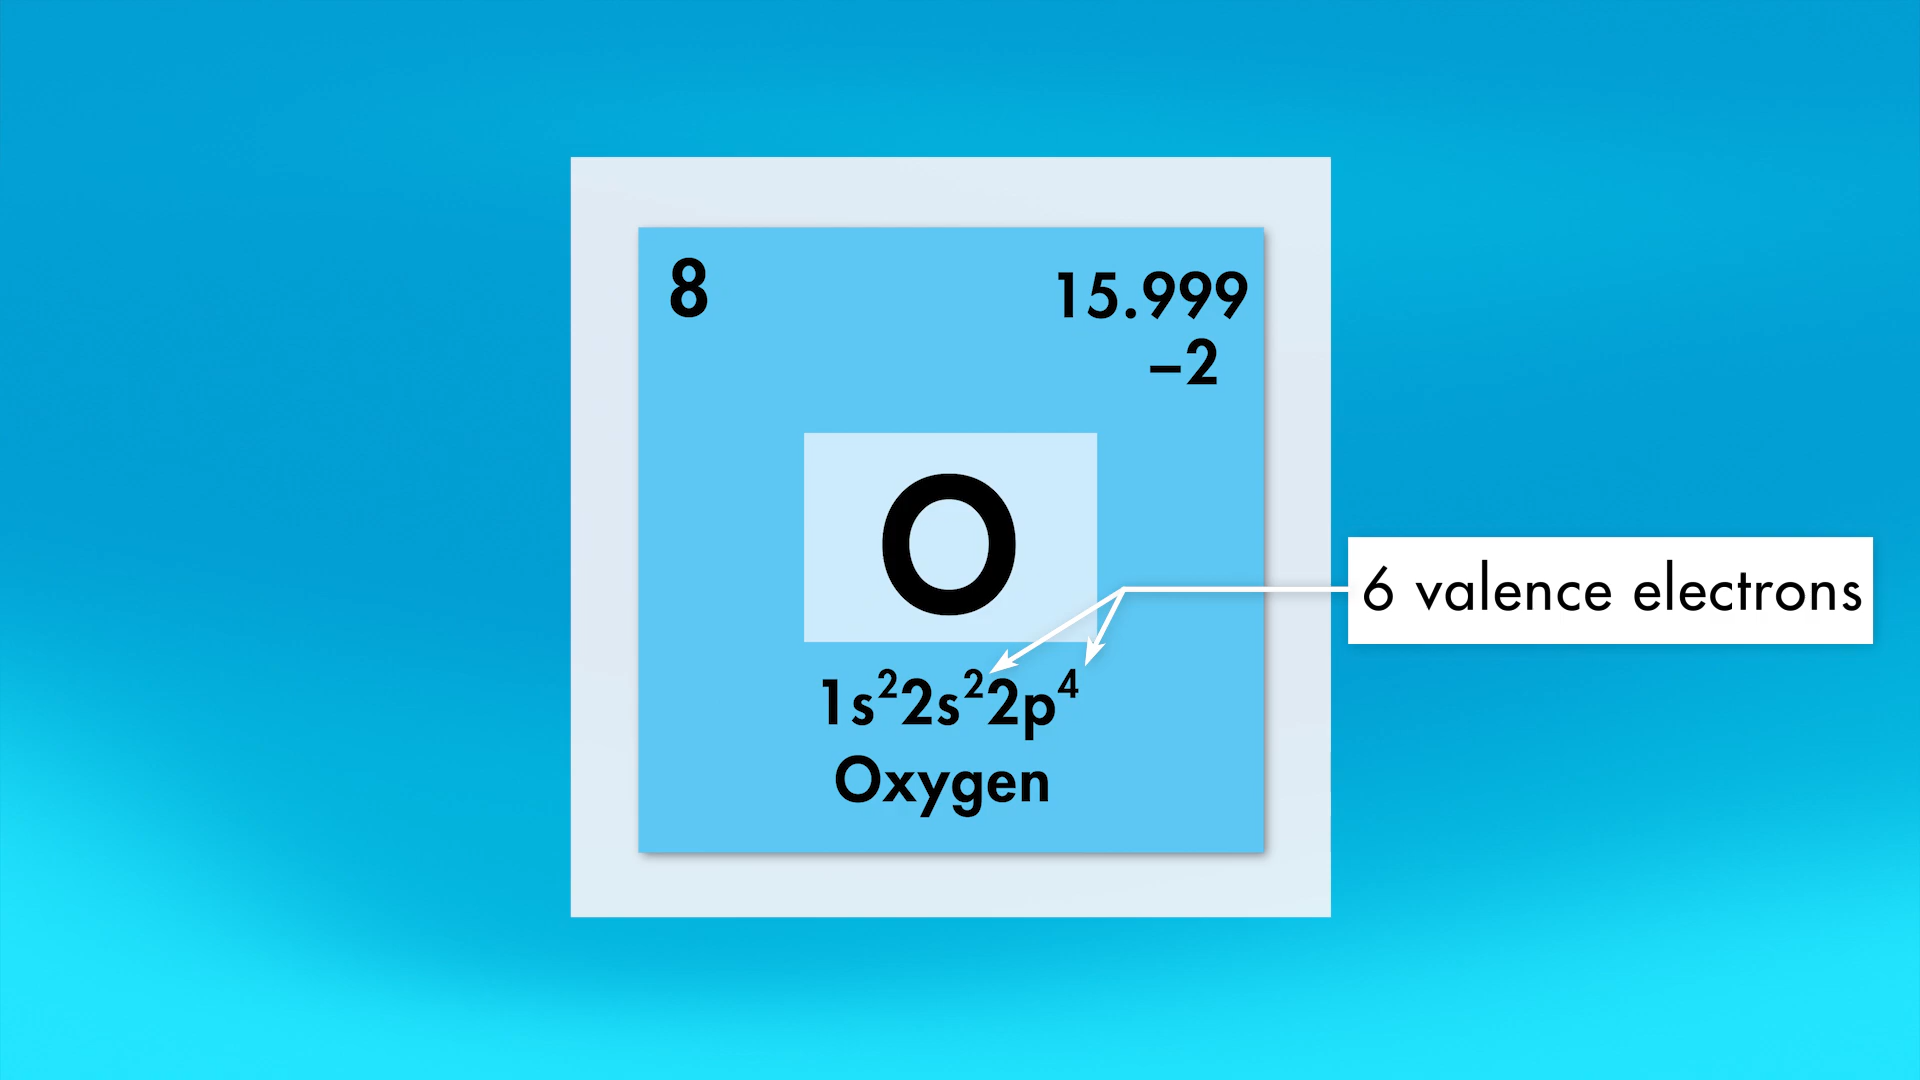 8
15.999
–2
O
6 valence electrons
1s²2s²2p⁴
Oxygen